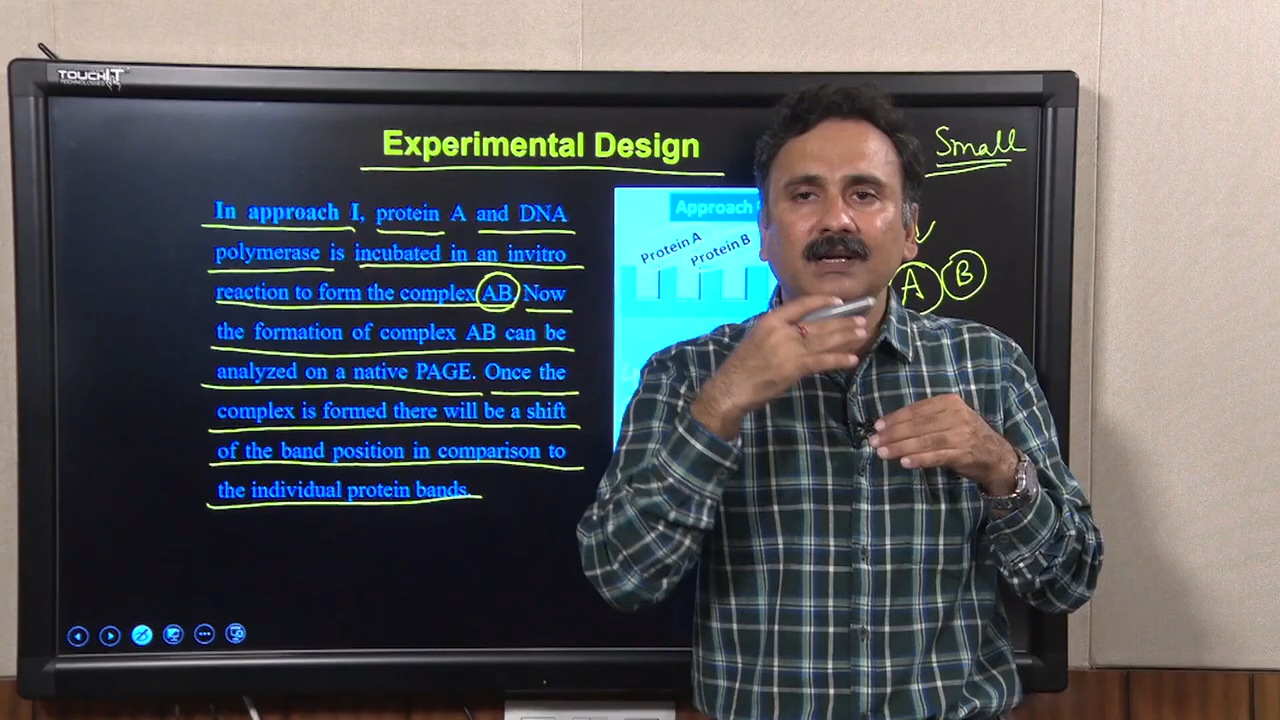 TOUCHIT
TECHNOLOGIES
Experimental Design
Small
In approach I, protein A and DNA
polymerase is incubated in an invitro
reaction to form the complex AB. Now
the formation of complex AB can be
analyzed on a native PAGE. Once the
complex is formed there will be a shift
of the band position in comparison to
the individual protein bands.
Approach
Protein A
Protein B
A B